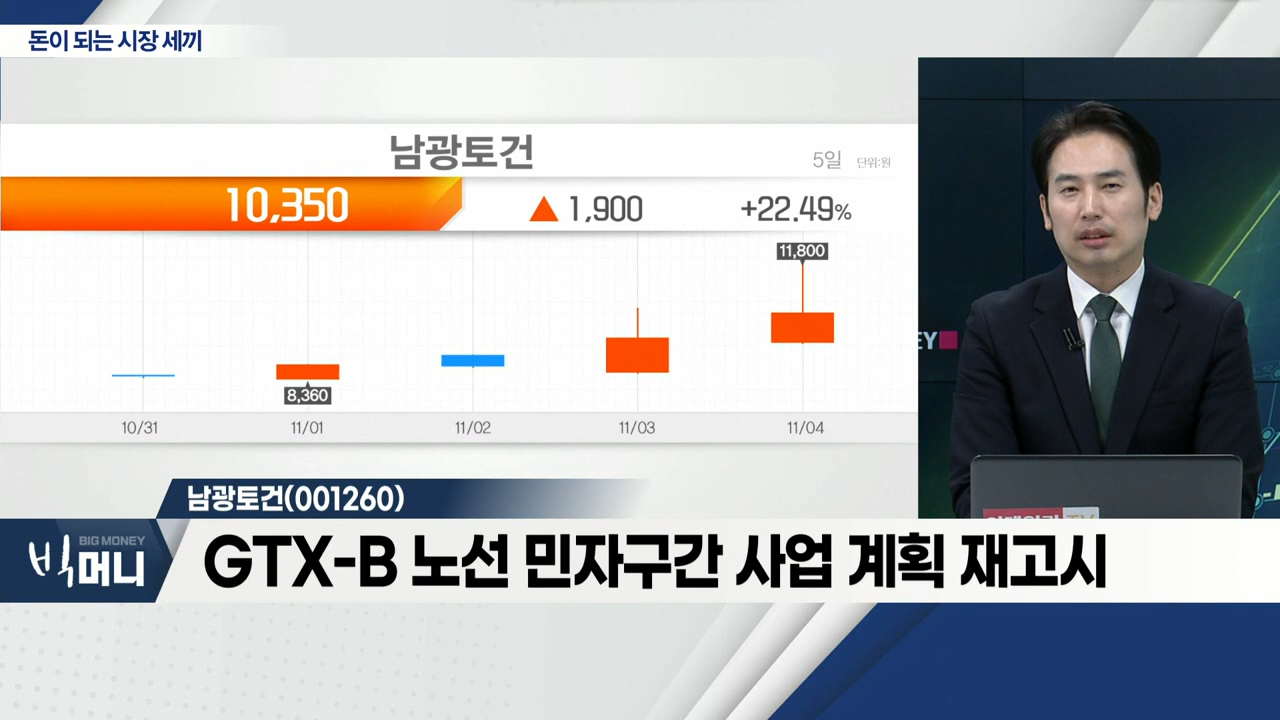 돈이 되는 시장 세끼
남광토건
5일 단위:원
10,350 ▲ 1,900 +22.49%
11,800
8,360
10/31 11/01 11/02 11/03 11/04
EY
남광토건(001260)
BIG MONEY
빅머니
GTX-B 노선 민자구간 사업 계획 재고시